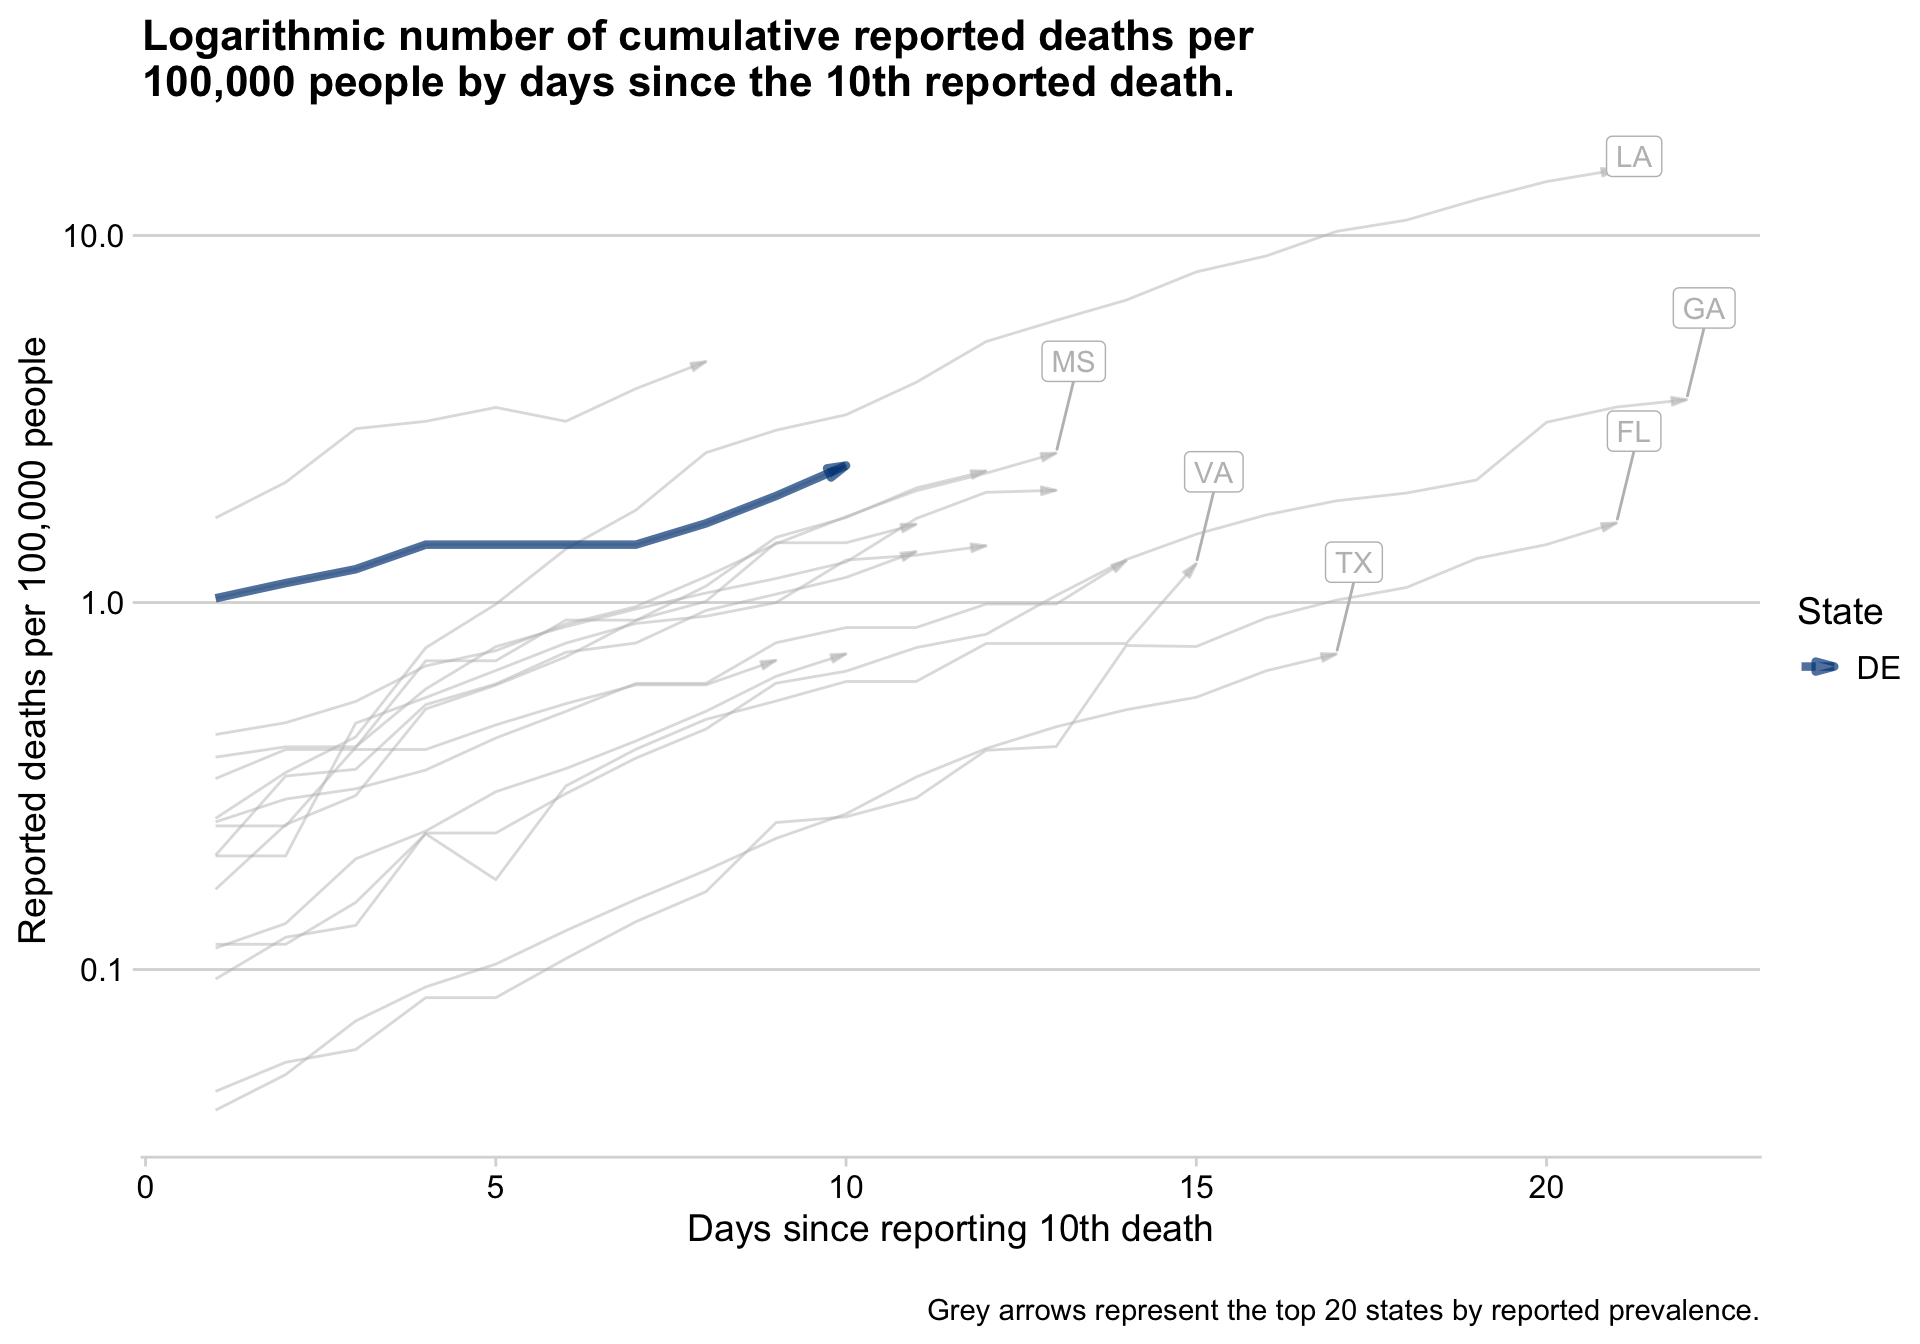 Logarithmic number of cumulative reported deaths per
100,000 people by days since the 10th reported death.
LA
10.0
GA
MS
FL
VA
TX
1.0
0.1
Reported deaths per 100,000 people
State
DE
0 5 10 15 20
Days since reporting 10th death
Grey arrows represent the top 20 states by reported prevalence.